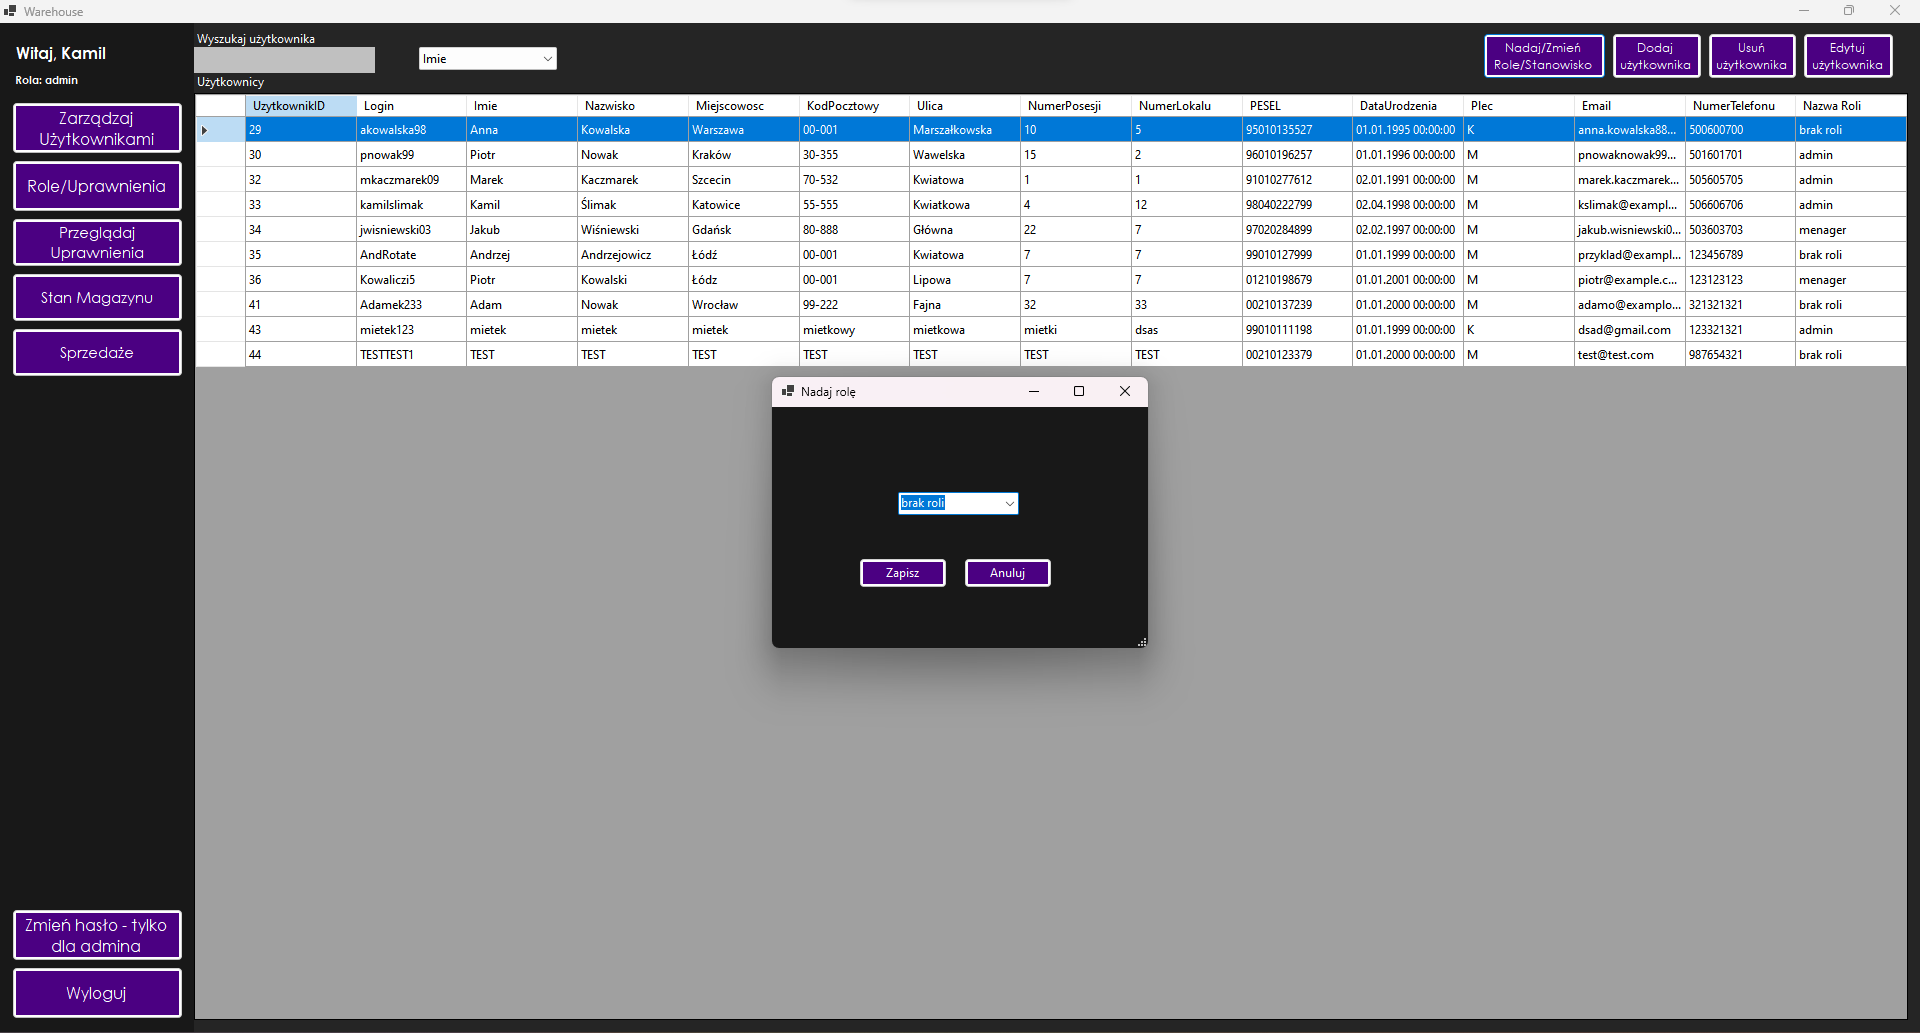 Warehouse
Witaj, Kamil
Rola: admin
Zarządzaj
Użytkownikami
Role/Uprawnienia
Przeglądaj
Uprawnienia
Stan Magazynu
Sprzedaże
Zmień hasło - tylko
dla admina
Wyloguj
Wyszukaj użytkownika
Imie
Nadaj/Zmień
Role/Stanowisko
Dodaj
użytkownika
Usuń
użytkownika
Edytuj
użytkownika
Użytkownicy
UzytkownikID Login Imie Nazwisko Miejscowosc KodPocztowy Ulica NumerPosesji NumerLokalu PESEL DataUrodzenia Plec Email NumerTelefonu Nazwa Roli
29 akowalska98 Anna Kowalska Warszawa 00-001 Marszałkowska 10 5 95010135527 01.01.1995 00:00:00 K anna.kowalska88... 500600700 brak roli
30 pnowak99 Piotr Nowak Kraków 30-355 Wawelska 15 2 96010196257 01.01.1996 00:00:00 M pnowaknowak99... 501601701 admin
32 mkaczmarek09 Marek Kaczmarek Szczecin 70-532 Kwiatowa 1 1 91010277612 02.01.1991 00:00:00 M marek.kaczmarek... 505605705 admin
33 kamilslimak Kamil Ślimak Katowice 55-555 Kwiatkowa 4 12 98040222799 02.04.1998 00:00:00 M kslimak@exampl... 506606706 admin
34 jwisniewski03 Jakub Wiśniewski Gdańsk 80-888 Główna 22 7 97020284899 02.02.1997 00:00:00 M jakub.wisniewski0... 503603703 menager
35 AndRotate Andrzej Andrzejowicz Łódź 00-001 Kwiatowa 7 7 99010127999 01.01.1999 00:00:00 M przyklad@exampl... 123456789 brak roli
36 Kowaliczi5 Piotr Kowalski Łódz 00-001 Lipowa 7 7 01210198679 01.01.2001 00:00:00 M piotr@example.c... 123123123 menager
41 Adamek233 Adam Nowak Wrocław 99-222 Fajna 32 33 00210137239 01.01.2000 00:00:00 M adamo@examplo... 321321321 brak roli
43 mietek123 mietek mietek mietek mietkowy mietkowa mietki dsas 99010111198 01.01.1999 00:00:00 K dsad@gmail.com 123321321 admin
44 TESTTEST1 TEST TEST TEST TEST TEST TEST TEST 00210123379 01.01.2000 00:00:00 M test@test.com 987654321 brak roli
Nadaj rolę
brak roli
Zapisz
Anuluj